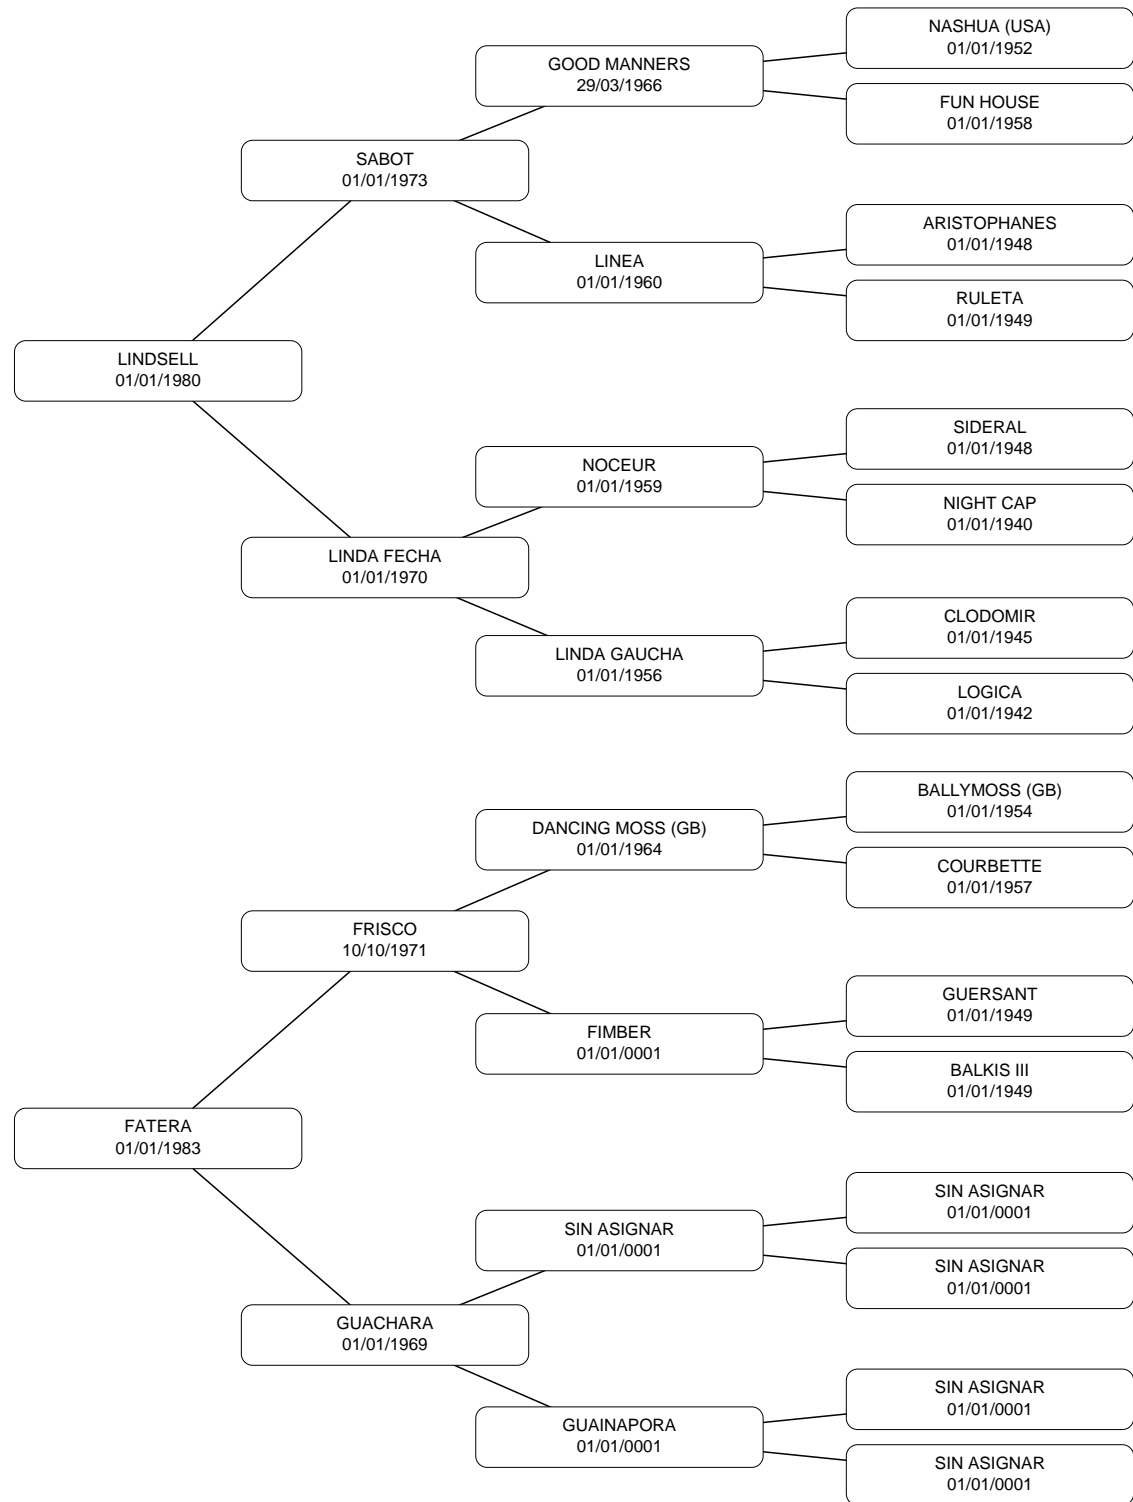 NASHUA (USA)
01/01/1952
GOOD MANNERS
29/03/1966
FUN HOUSE
01/01/1958
SABOT
01/01/1973
ARISTOPHANES
01/01/1948
LINEA
01/01/1960
RULETA
01/01/1949
LINDSELL
01/01/1980
SIDERAL
01/01/1948
NOCEUR
01/01/1959
NIGHT CAP
01/01/1940
LINDA FECHA
01/01/1970
CLODOMIR
01/01/1945
LINDA GAUCHA
01/01/1956
LOGICA
01/01/1942
BALLYMOSS (GB)
01/01/1954
DANCING MOSS (GB)
01/01/1964
COURBETTE
01/01/1957
FRISCO
10/10/1971
GUERSANT
01/01/1949
FIMBER
01/01/0001
BALKIS III
01/01/1949
FATERA
01/01/1983
SIN ASIGNAR
01/01/0001
SIN ASIGNAR
01/01/0001
SIN ASIGNAR
01/01/0001
GUACHARA
01/01/1969
SIN ASIGNAR
01/01/0001
GUAINAPORA
01/01/0001
SIN ASIGNAR
01/01/0001